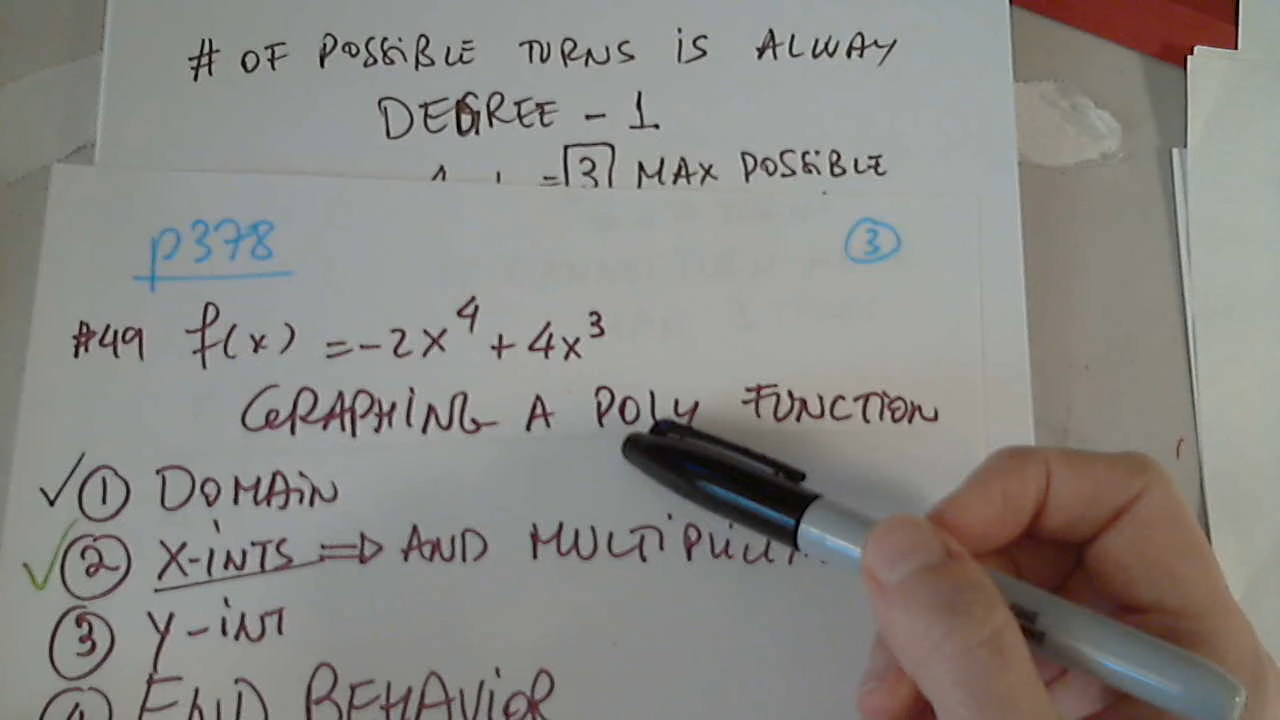 # OF POSSIBLE TURNS IS ALWAY
DEGREE - 1
= 3 MAX POSSIBLE
p378
3
#49 f(x) = -2x⁴ + 4x³
GRAPHING A POLY FUNCTION
✓ 1 DOMAIN
✓ 2 X-INTS ⇒ AND
3 Y-INT
4 END BEHAVIOR